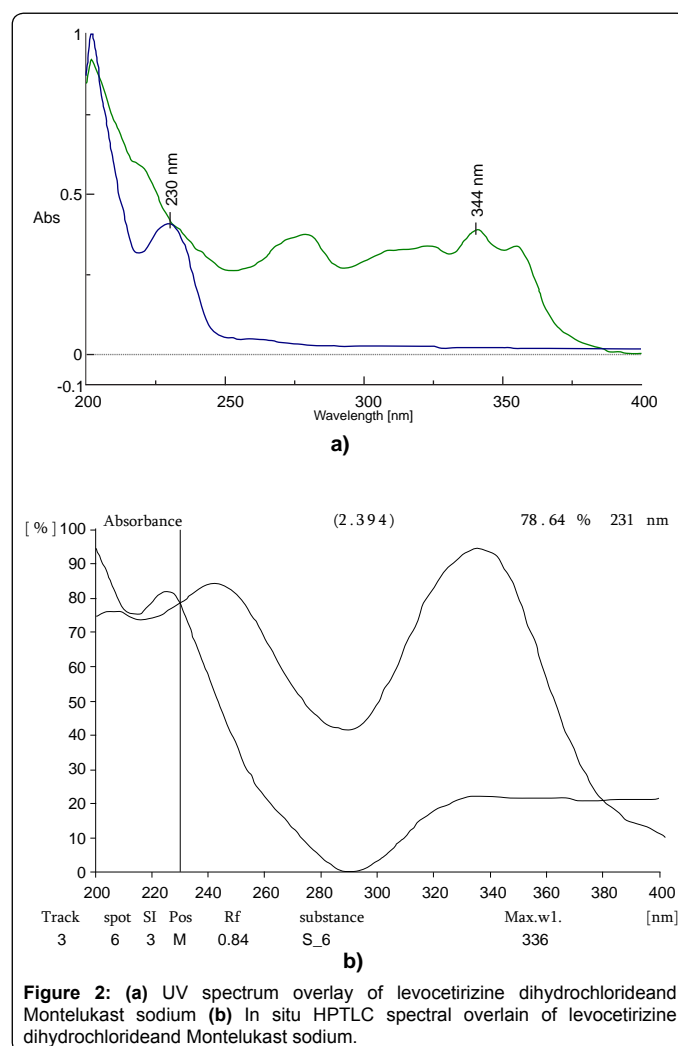 1
230 nm
344 nm
0.5
Abs
0
-0.1
200 250 300 350 400
Wavelength [nm]
a)
[ % ] 100 Absorbance (2.394) 78.64 % 231 nm
90
80
70
60
50
40
30
20
10
0
200 220 240 260 280 300 320 340 360 380 400
Track spot SI Pos Rf substance Max.w1. [nm]
3 6 3 M 0.84 S_6 336
b)
Figure 2: (a) UV spectrum overlay of levocetirizine dihydrochlorideand
Montelukast sodium (b) In situ HPTLC spectral overlain of levocetirizine
dihydrochlorideand Montelukast sodium.